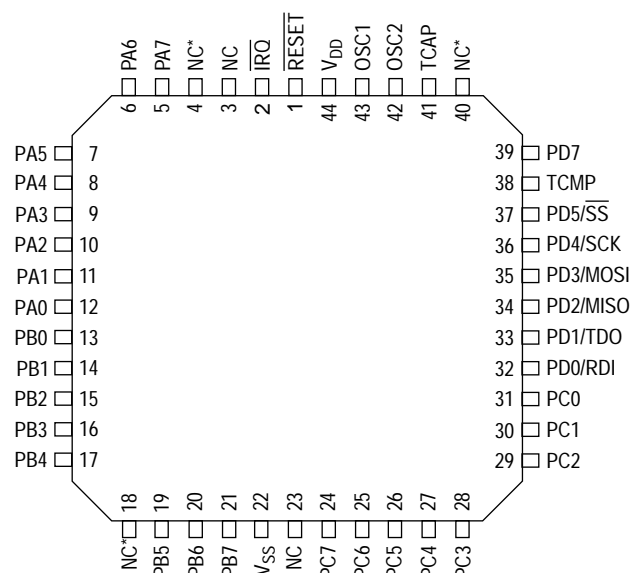 PA6 PA7 NC* NC I̅R̅Q̅ R̅E̅S̅E̅T̅ VDD OSC1 OSC2 TCAP NC*
6 5 4 3 2 1 44 43 42 41 40
PA5 7 39 PD7
PA4 8 38 TCMP
PA3 9 37 PD5/S̅S̅
PA2 10 36 PD4/SCK
PA1 11 35 PD3/MOSI
PA0 12 34 PD2/MISO
PB0 13 33 PD1/TDO
PB1 14 32 PD0/RDI
PB2 15 31 PC0
PB3 16 30 PC1
PB4 17 29 PC2
18 19 20 21 22 23 24 25 26 27 28
NC* PB5 PB6 PB7 VSS NC PC7 PC6 PC5 PC4 PC3